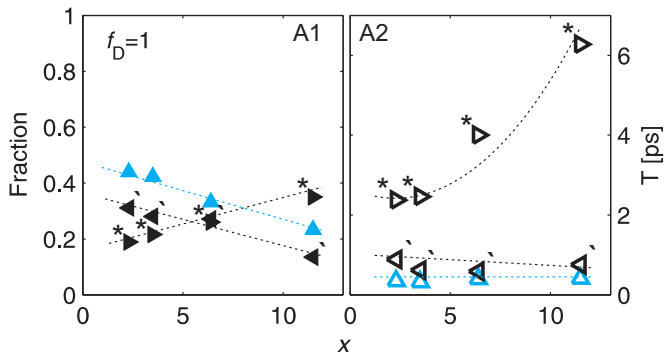 1
0.8
0.6
0.4
0.2
0
Fraction
f_D=1
A1
A2
* * * *
` ` ` `
* * * *
` ` ` `
6
4
2
0
T [ps]
0 5 10
0 5 10
x